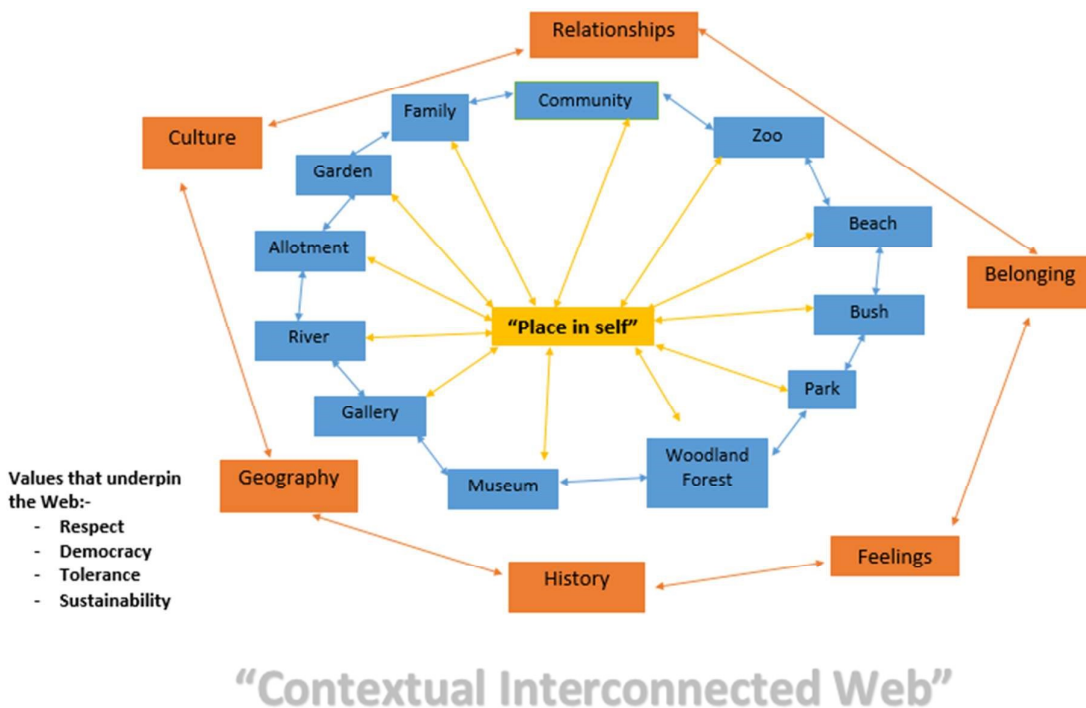 Relationships
Community
Family
Zoo
Culture
Garden
Beach
Allotment
Belonging
Bush
"Place in self"
River
Park
Gallery
Woodland
Forest
Geography
Museum
Values that underpin
the Web:-
- Respect
- Democracy
- Tolerance
- Sustainability
Feelings
History
"Contextual Interconnected Web"